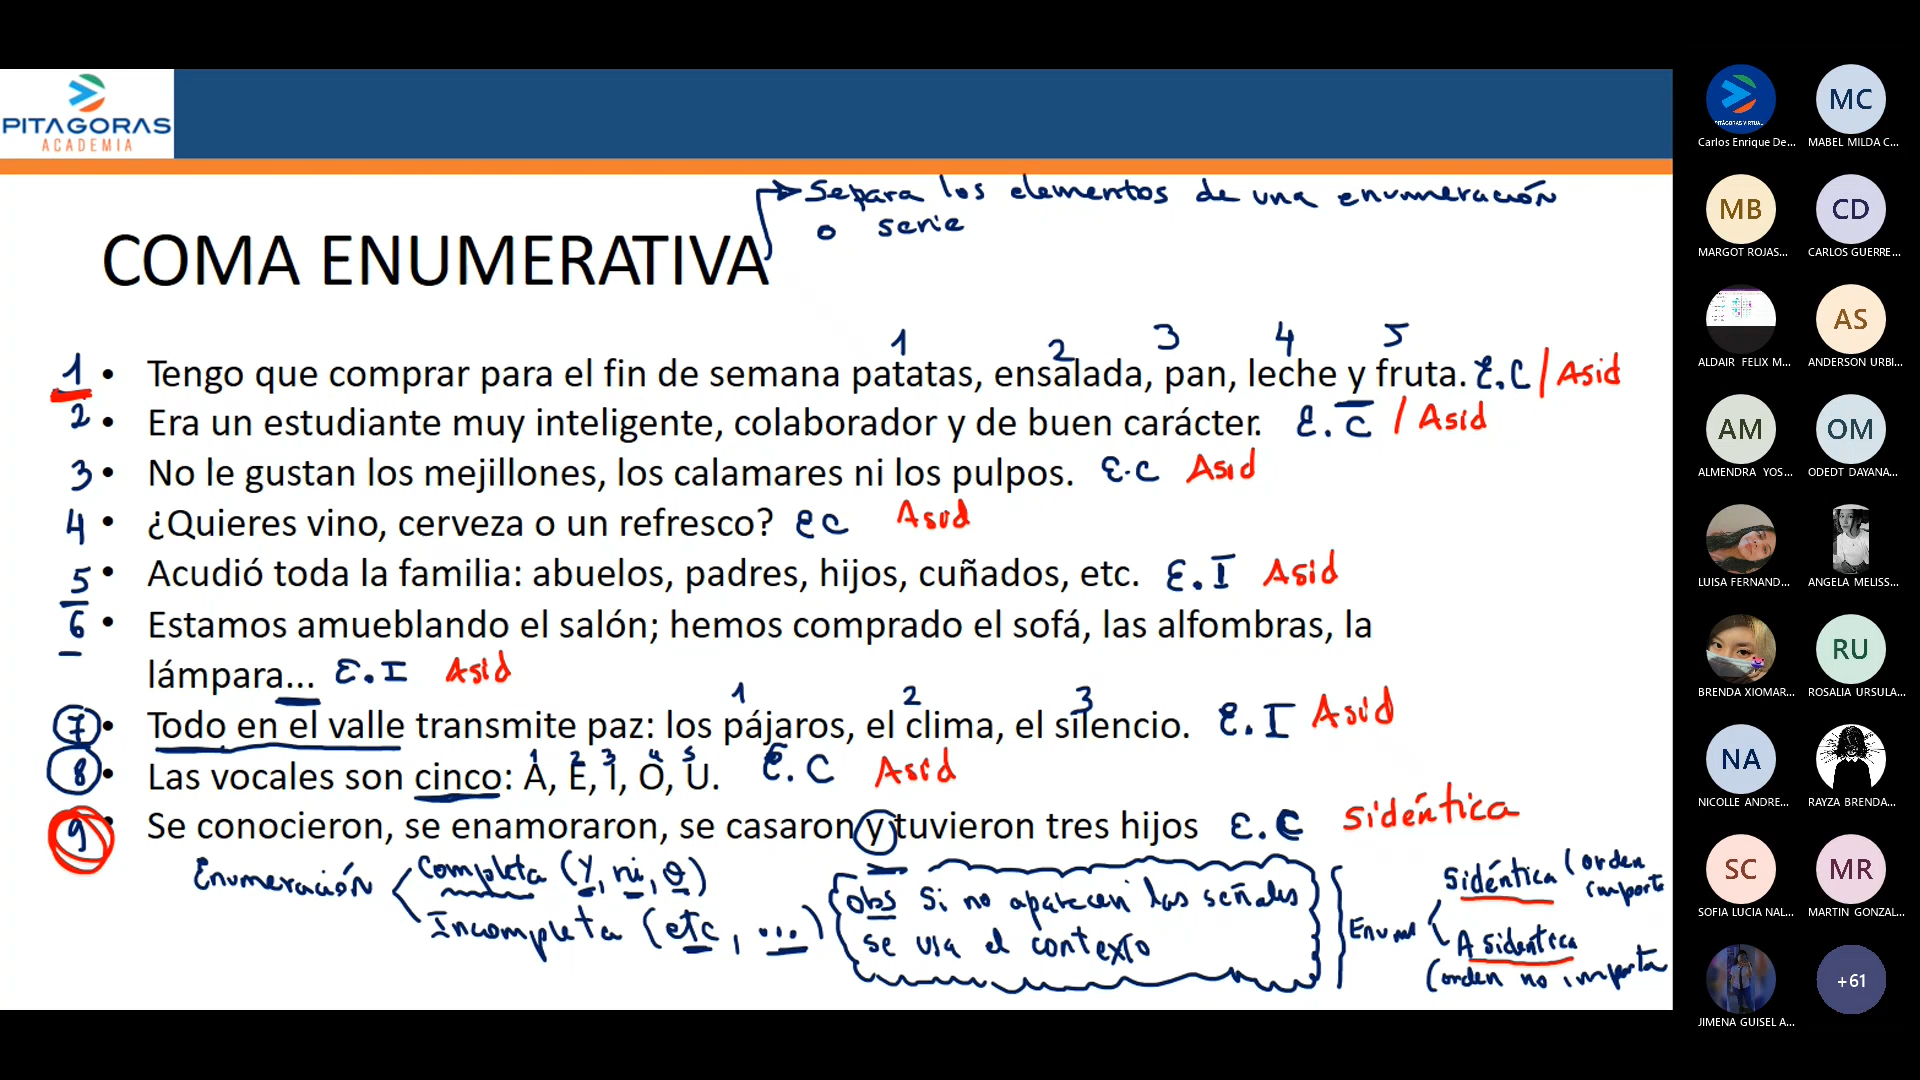 PITAGORAS
ACADEMIA
Separa los elementos de una enumeración
o serie
COMA ENUMERATIVA
1 2 3 4 5
1 • Tengo que comprar para el fin de semana patatas, ensalada, pan, leche y fruta. E.C / Asid
2 • Era un estudiante muy inteligente, colaborador y de buen carácter. E.C / Asid
3 • No le gustan los mejillones, los calamares ni los pulpos. E.C Asid
4 • ¿Quieres vino, cerveza o un refresco? EC Asid
5 • Acudió toda la familia: abuelos, padres, hijos, cuñados, etc. E.I Asid
6 • Estamos amueblando el salón; hemos comprado el sofá, las alfombras, la
lámpara... E.I Asid
1 2 3
7 • Todo en el valle transmite paz: los pájaros, el clima, el silencio. E.I Asid
1 2 3 4 5
8 • Las vocales son cinco: A, E, I, O, U. E.C Asid
9 • Se conocieron, se enamoraron, se casaron y tuvieron tres hijos E.C Sidéntica
Enumeración
Completa (y, ni, o)
Incompleta (etc, ...)
obs Si no aparecen las señales
se usa el contexto
Enum
Sidéntica (orden
importa
Asidentica
(orden no importa
PITÁGORAS VIRTUAL
Carlos Enrique De...
MC
MABEL MILDA C...
MB
MARGOT ROJAS...
CD
CARLOS GUERRE...
ALDAIR FELIX M...
AS
ANDERSON URBI...
AM
ALMENDRA YOS...
OM
ODEDT DAYANA...
LUISA FERNAND...
ANGELA MELISS...
BRENDA XIOMAR...
RU
ROSALIA URSULA...
NA
NICOLLE ANDRE...
RAYZA BRENDA...
SC
SOFIA LUCIA NAL...
MR
MARTIN GONZAL...
JIMENA GUISEL A...
+61